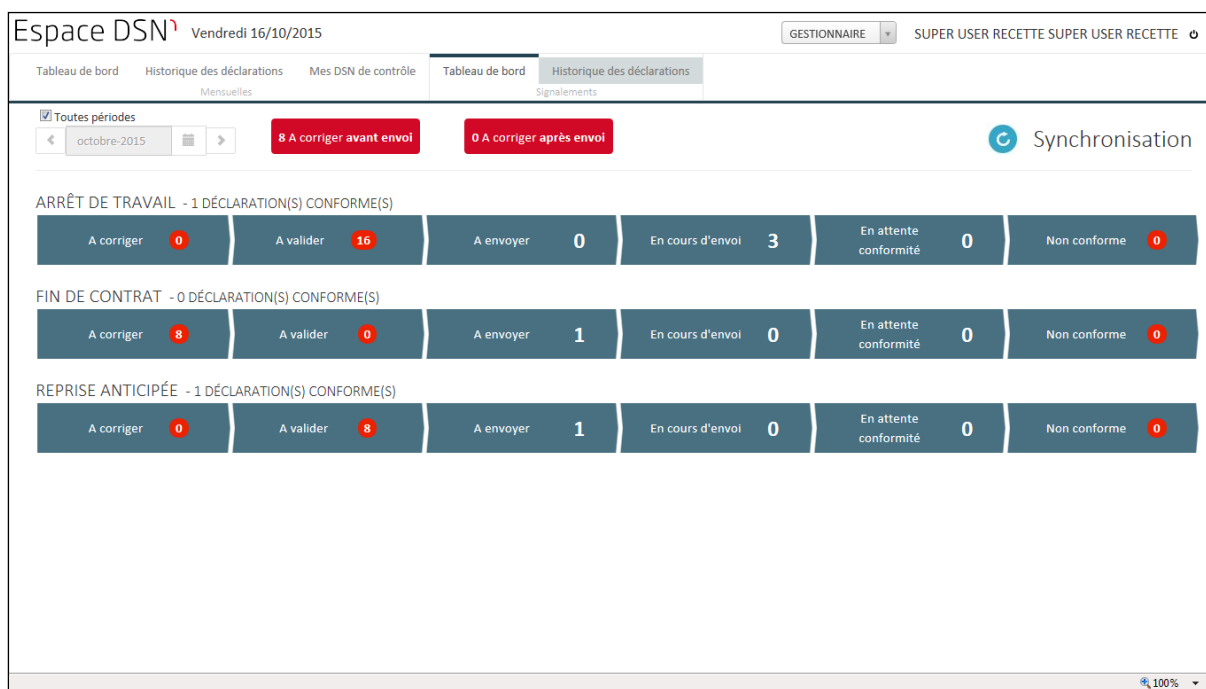 Espace DSN Vendredi 16/10/2015 GESTIONNAIRE SUPER USER RECETTE SUPER USER RECETTE
Tableau de bord Historique des déclarations Mes DSN de contrôle Tableau de bord Historique des déclarations
Mensuelles Signalements
Toutes périodes
octobre-2015 8 A corriger avant envoi 0 A corriger après envoi Synchronisation
ARRÊT DE TRAVAIL - 1 DÉCLARATION(S) CONFORME(S)
A corriger 0 A valider 16 A envoyer 0 En cours d'envoi 3 En attente conformité 0 Non conforme 0
FIN DE CONTRAT - 0 DÉCLARATION(S) CONFORME(S)
A corriger 8 A valider 0 A envoyer 1 En cours d'envoi 0 En attente conformité 0 Non conforme 0
REPRISE ANTICIPÉE - 1 DÉCLARATION(S) CONFORME(S)
A corriger 0 A valider 8 A envoyer 1 En cours d'envoi 0 En attente conformité 0 Non conforme 0
100%